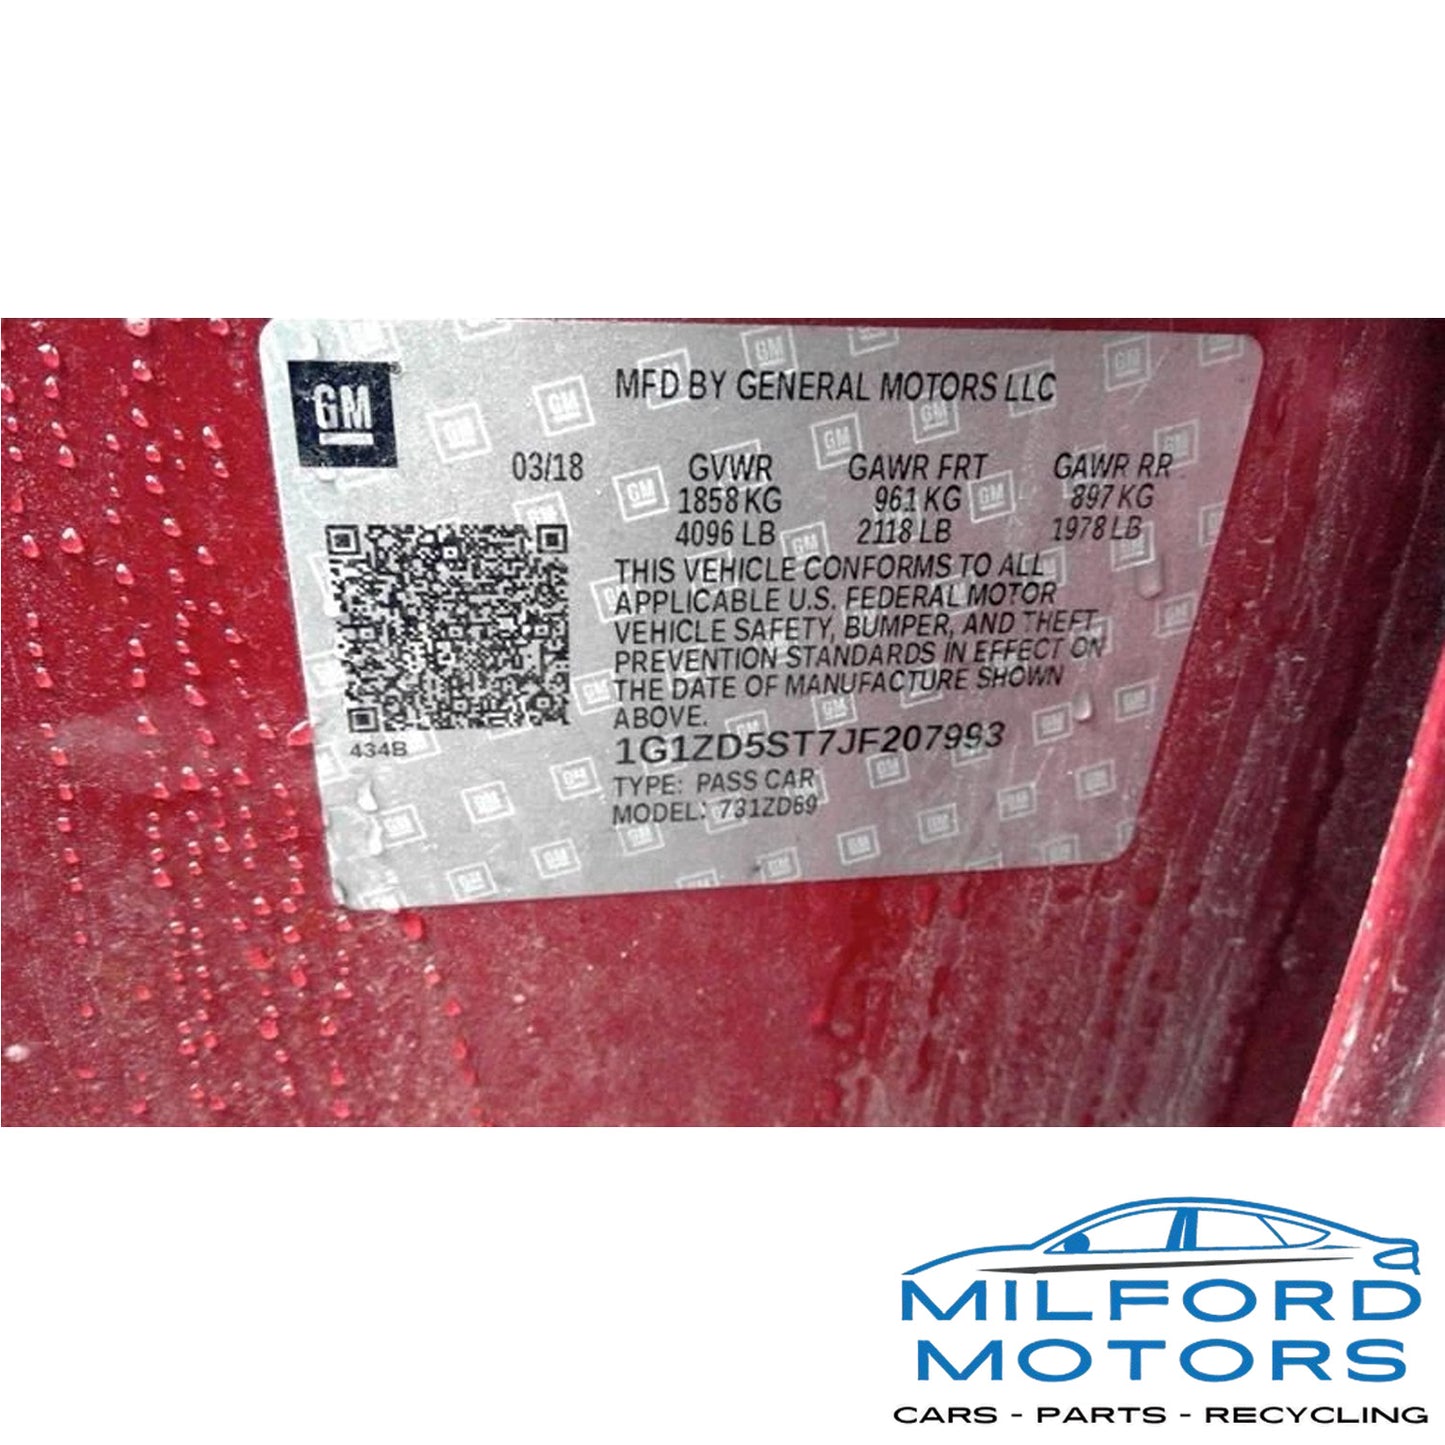 GM
MFD BY GENERAL MOTORS LLC
03/18 GVWR GAWR FRT GAWR RR
1858 KG 961 KG 897 KG
4096 LB 2118 LB 1978 LB
THIS VEHICLE CONFORMS TO ALL
APPLICABLE U.S. FEDERAL MOTOR
VEHICLE SAFETY, BUMPER, AND THEFT
PREVENTION STANDARDS IN EFFECT ON
THE DATE OF MANUFACTURE SHOWN
ABOVE.
434B
1G1ZD5ST7JF207993
TYPE: PASS CAR
MODEL: 731ZD69
MILFORD
MOTORS
CARS - PARTS - RECYCLING